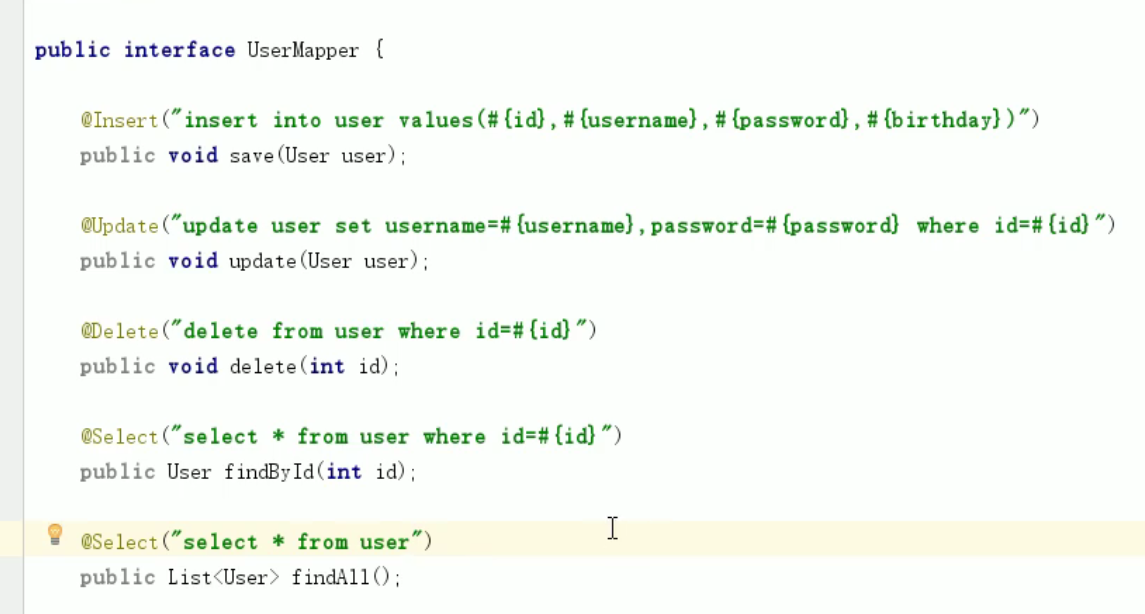 public interface UserMapper {
@Insert("insert into user values(#{id},#{username},#{password},#{birthday})")
public void save(User user);
@Update("update user set username=#{username},password=#{password} where id=#{id}")
public void update(User user);
@Delete("delete from user where id=#{id}")
public void delete(int id);
@Select("select * from user where id=#{id}")
public User findById(int id);
@Select("select * from user")
public List<User> findAll();